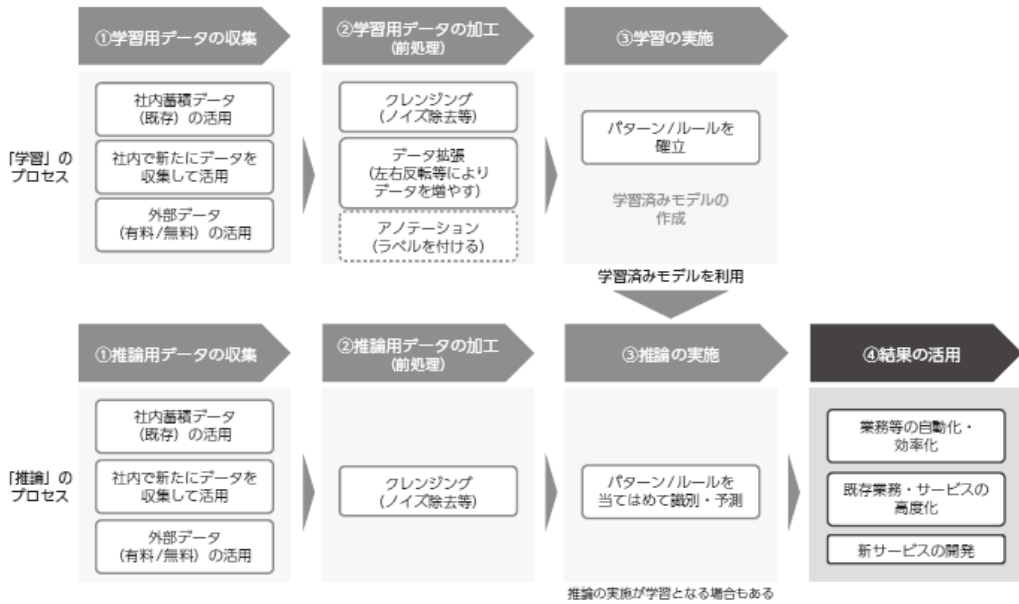 ①学習用データの収集
②学習用データの加工
(前処理)
③学習の実施
「学習」の
プロセス
社内蓄積データ
(既存)の活用
社内で新たにデータを
収集して活用
外部データ
(有料/無料)の活用
クレンジング
(ノイズ除去等)
データ拡張
(左右反転等により
データを増やす)
アノテーション
(ラベルを付ける)
パターン/ルールを
確立
学習済みモデルの
作成
学習済みモデルを利用
①推論用データの収集
②推論用データの加工
(前処理)
③推論の実施
④結果の活用
「推論」の
プロセス
社内蓄積データ
(既存)の活用
社内で新たにデータを
収集して活用
外部データ
(有料/無料)の活用
クレンジング
(ノイズ除去等)
パターン/ルールを
当てはめて識別・予測
業務等の自動化・
効率化
既存業務・サービスの
高度化
新サービスの開発
推論の実施が学習となる場合もある